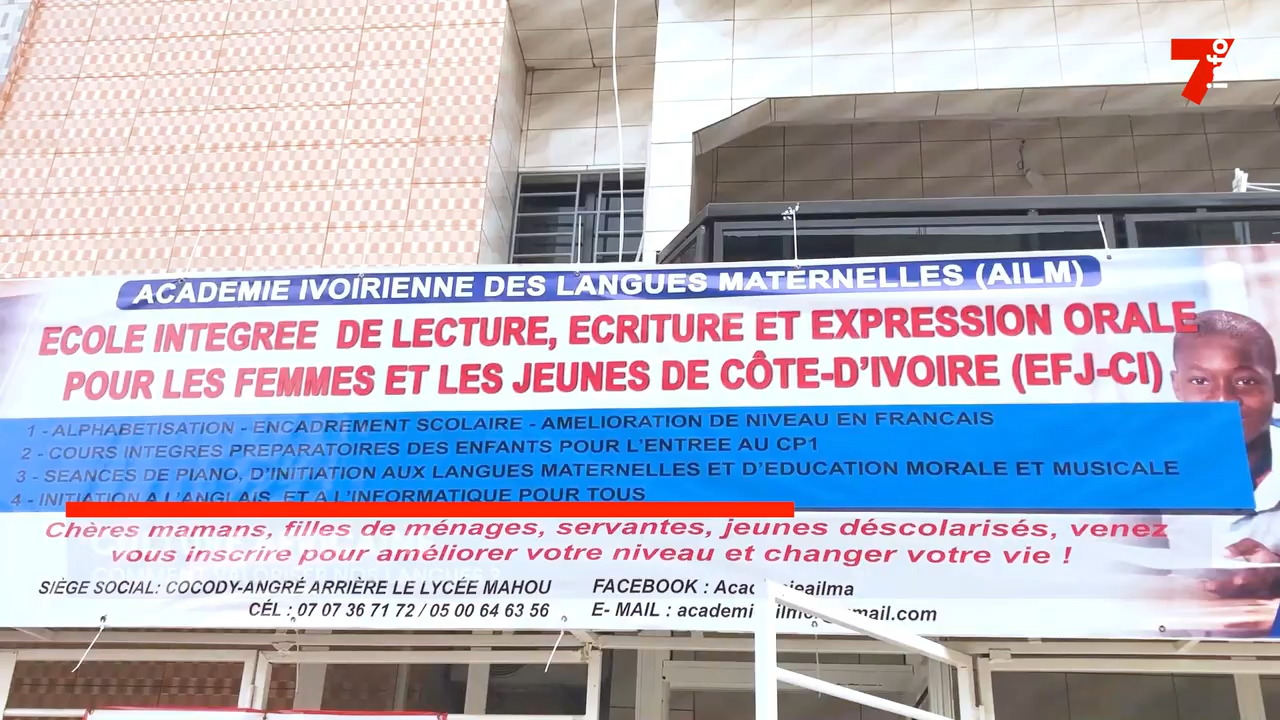 7
info
ACADEMIE IVOIRIENNE DES LANGUES MATERNELLES (AILM)
ECOLE INTEGREE DE LECTURE, ECRITURE ET EXPRESSION ORALE
POUR LES FEMMES ET LES JEUNES DE CÔTE-D'IVOIRE (EFJ-CI)
1 - ALPHABETISATION - ENCADREMENT SCOLAIRE - AMELIORATION DE NIVEAU EN FRANCAIS
2 - COURS INTEGRES PREPARATOIRES DES ENFANTS POUR L'ENTREE AU CP1
3 - SEANCES DE PIANO, D'INITIATION AUX LANGUES MATERNELLES ET D'EDUCATION MORALE ET MUSICALE
4 - INITIATION A L'ANGLAIS ET A L'INFORMATIQUE POUR TOUS
Chères mamans, filles de ménages, servantes, jeunes déscolarisés, venez
vous inscrire pour améliorer votre niveau et changer votre vie !
COMMENT VALORISER NOS LANGUES ?
SIÈGE SOCIAL: COCODY-ANGRÉ ARRIÈRE LE LYCÉE MAHOU
CÉL : 07 07 36 71 72 / 05 00 64 63 56
FACEBOOK :
E- MAIL :